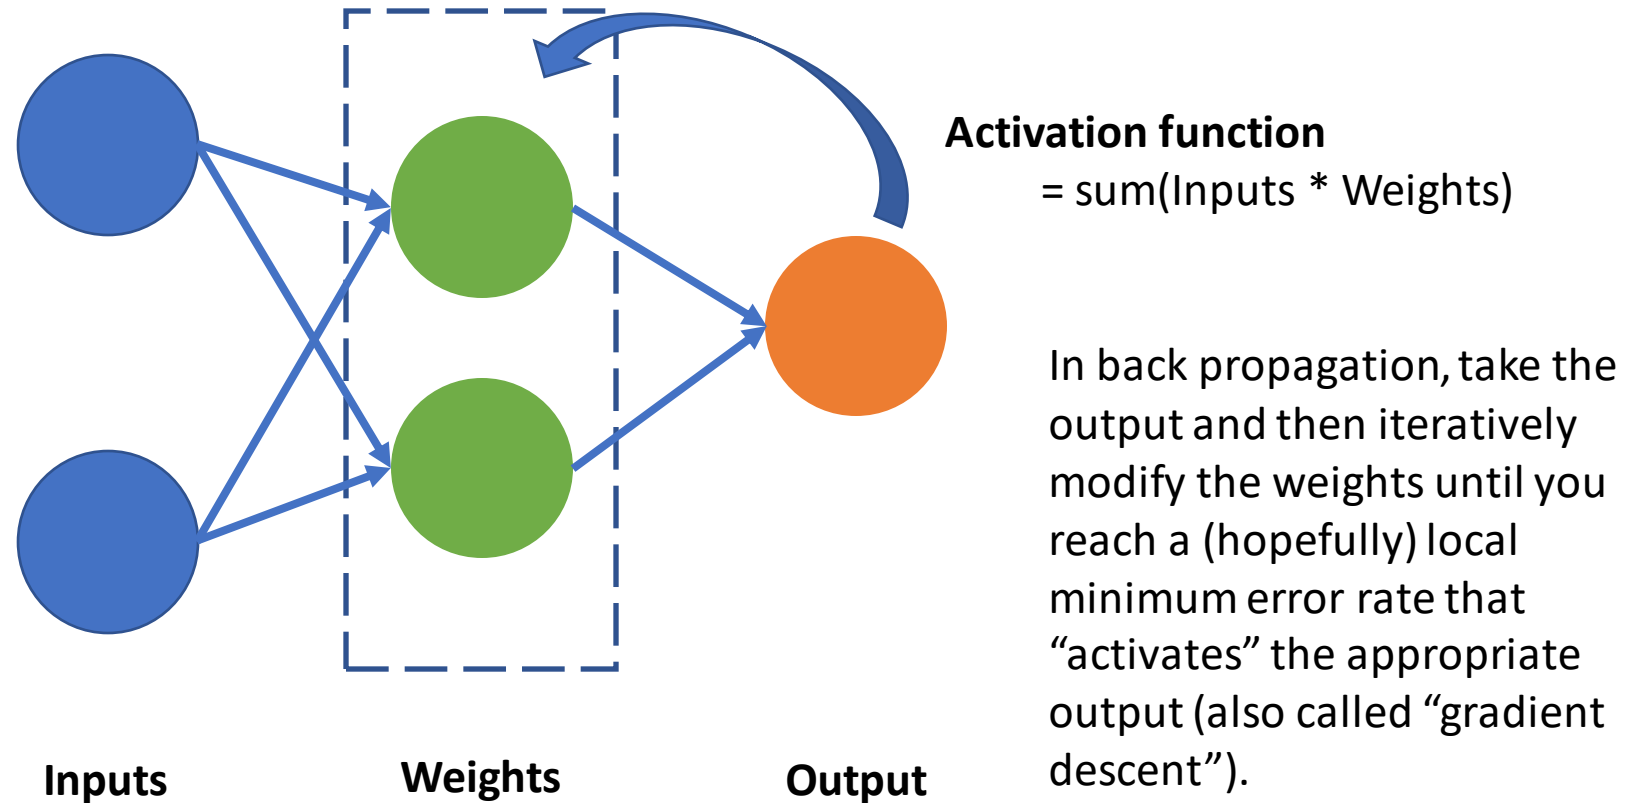 Activation function
= sum(Inputs * Weights)
In back propagation, take the
output and then iteratively
modify the weights until you
reach a (hopefully) local
minimum error rate that
“activates” the appropriate
output (also called “gradient
descent”).
Inputs
Weights
Output